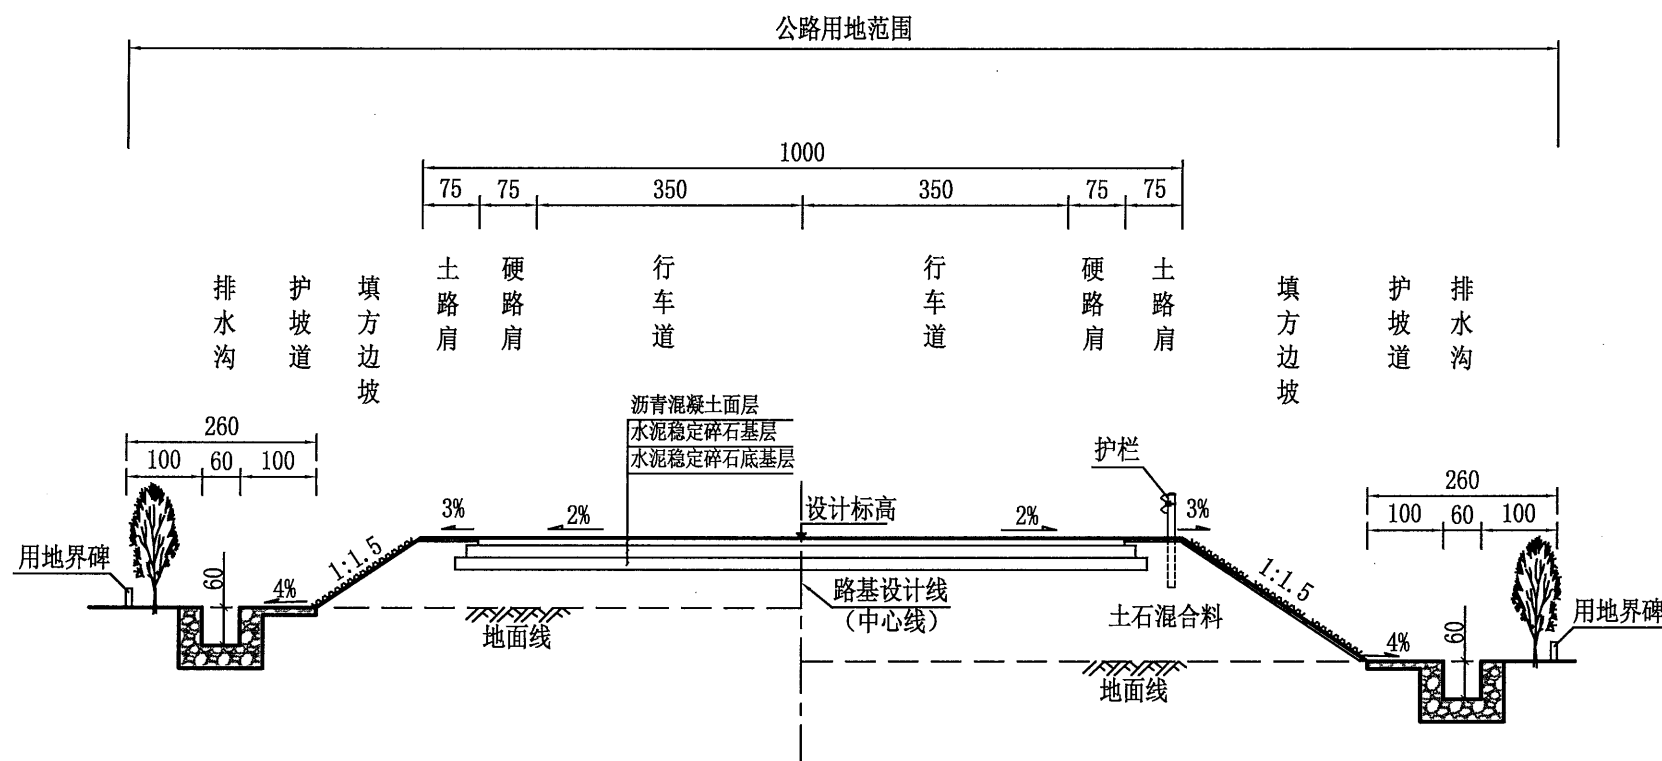 公路用地范围
1000
75
75
350
350
75
75
排水沟
护坡道
填方边坡
土路肩
硬路肩
行车道
行车道
硬路肩
土路肩
填方边坡
护坡道
排水沟
沥青混凝土面层
水泥稳定碎石基层
水泥稳定碎石底基层
260
100
60
100
护栏
260
100
60
100
3%
2%
设计标高
2%
3%
用地界碑
60
4%
1:1.5
1:1.5
路基设计线
(中心线)
土石混合料
用地界碑
地面线
60
4%
地面线